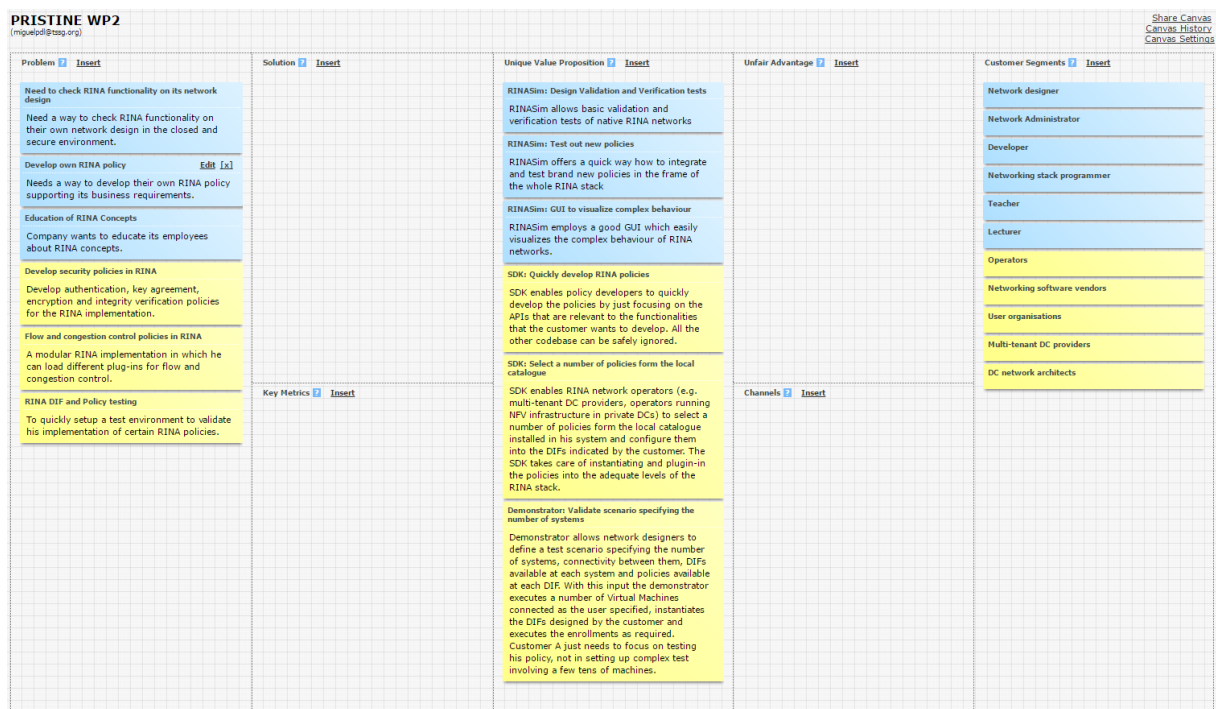 PRISTINE WP2
(miguelpdl@tssg.org)
Share Canvas
Canvas History
Canvas Settings
Problem ? Insert
Need to check RINA functionality on its network
design
Need a way to check RINA functionality on
their own network design in the closed and
secure environment.
Develop own RINA policy Edit [x]
Needs a way to develop their own RINA policy
supporting its business requirements.
Education of RINA Concepts
Company wants to educate its employees
about RINA concepts.
Develop security policies in RINA
Develop authentication, key agreement,
encryption and integrity verification policies
for the RINA implementation.
Flow and congestion control policies in RINA
A modular RINA implementation in which he
can load different plug-ins for flow and
congestion control.
RINA DIF and Policy testing
To quickly setup a test environment to validate
his implementation of certain RINA policies.
Solution ? Insert
Key Metrics ? Insert
Unique Value Proposition ? Insert
RINASim: Design Validation and Verification tests
RINASim allows basic validation and
verification tests of native RINA networks
RINASim: Test out new policies
RINASim offers a quick way how to integrate
and test brand new policies in the frame of
the whole RINA stack
RINASim: GUI to visualize complex behaviour
RINASim employs a good GUI which easily
visualizes the complex behaviour of RINA
networks.
SDK: Quickly develop RINA policies
SDK enables policy developers to quickly
develop the policies by just focusing on the
APIs that are relevant to the functionalities
that the customer wants to develop. All the
other codebase can be safely ignored.
SDK: Select a number of policies form the local
catalogue
SDK enables RINA network operators (e.g.
multi-tenant DC providers, operators running
NFV infrastructure in private DCs) to select a
number of policies form the local catalogue
installed in his system and configure them
into the DIFs indicated by the customer. The
SDK takes care of instantiating and plugin-in
the policies into the adequate levels of the
RINA stack.
Demonstrator: Validate scenario specifying the
number of systems
Demonstrator allows network designers to
define a test scenario specifying the number
of systems, connectivity between them, DIFs
available at each system and policies available
at each DIF. With this input the demonstrator
executes a number of Virtual Machines
connected as the user specified, instantiates
the DIFs designed by the customer and
executes the enrollments as required.
Customer A just needs to focus on testing
his policy, not in setting up complex test
involving a few tens of machines.
Unfair Advantage ? Insert
Channels ? Insert
Customer Segments ? Insert
Network designer
Network Administrator
Developer
Networking stack programmer
Teacher
Lecturer
Operators
Networking software vendors
User organisations
Multi-tenant DC providers
DC network architects